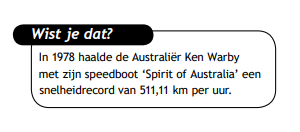 Wist je dat?
In 1978 haalde de Australiër Ken Warby
met zijn speedboot ‘Spirit of Australia’ een
snelheidrecord van 511,11 km per uur.